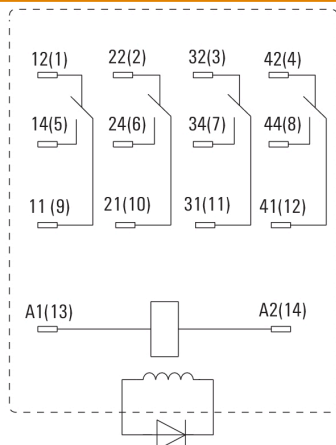 12(1) 22(2) 32(3) 42(4)
14(5) 24(6) 34(7) 44(8)
11 (9) 21(10) 31(11) 41(12)
A1(13) A2(14)